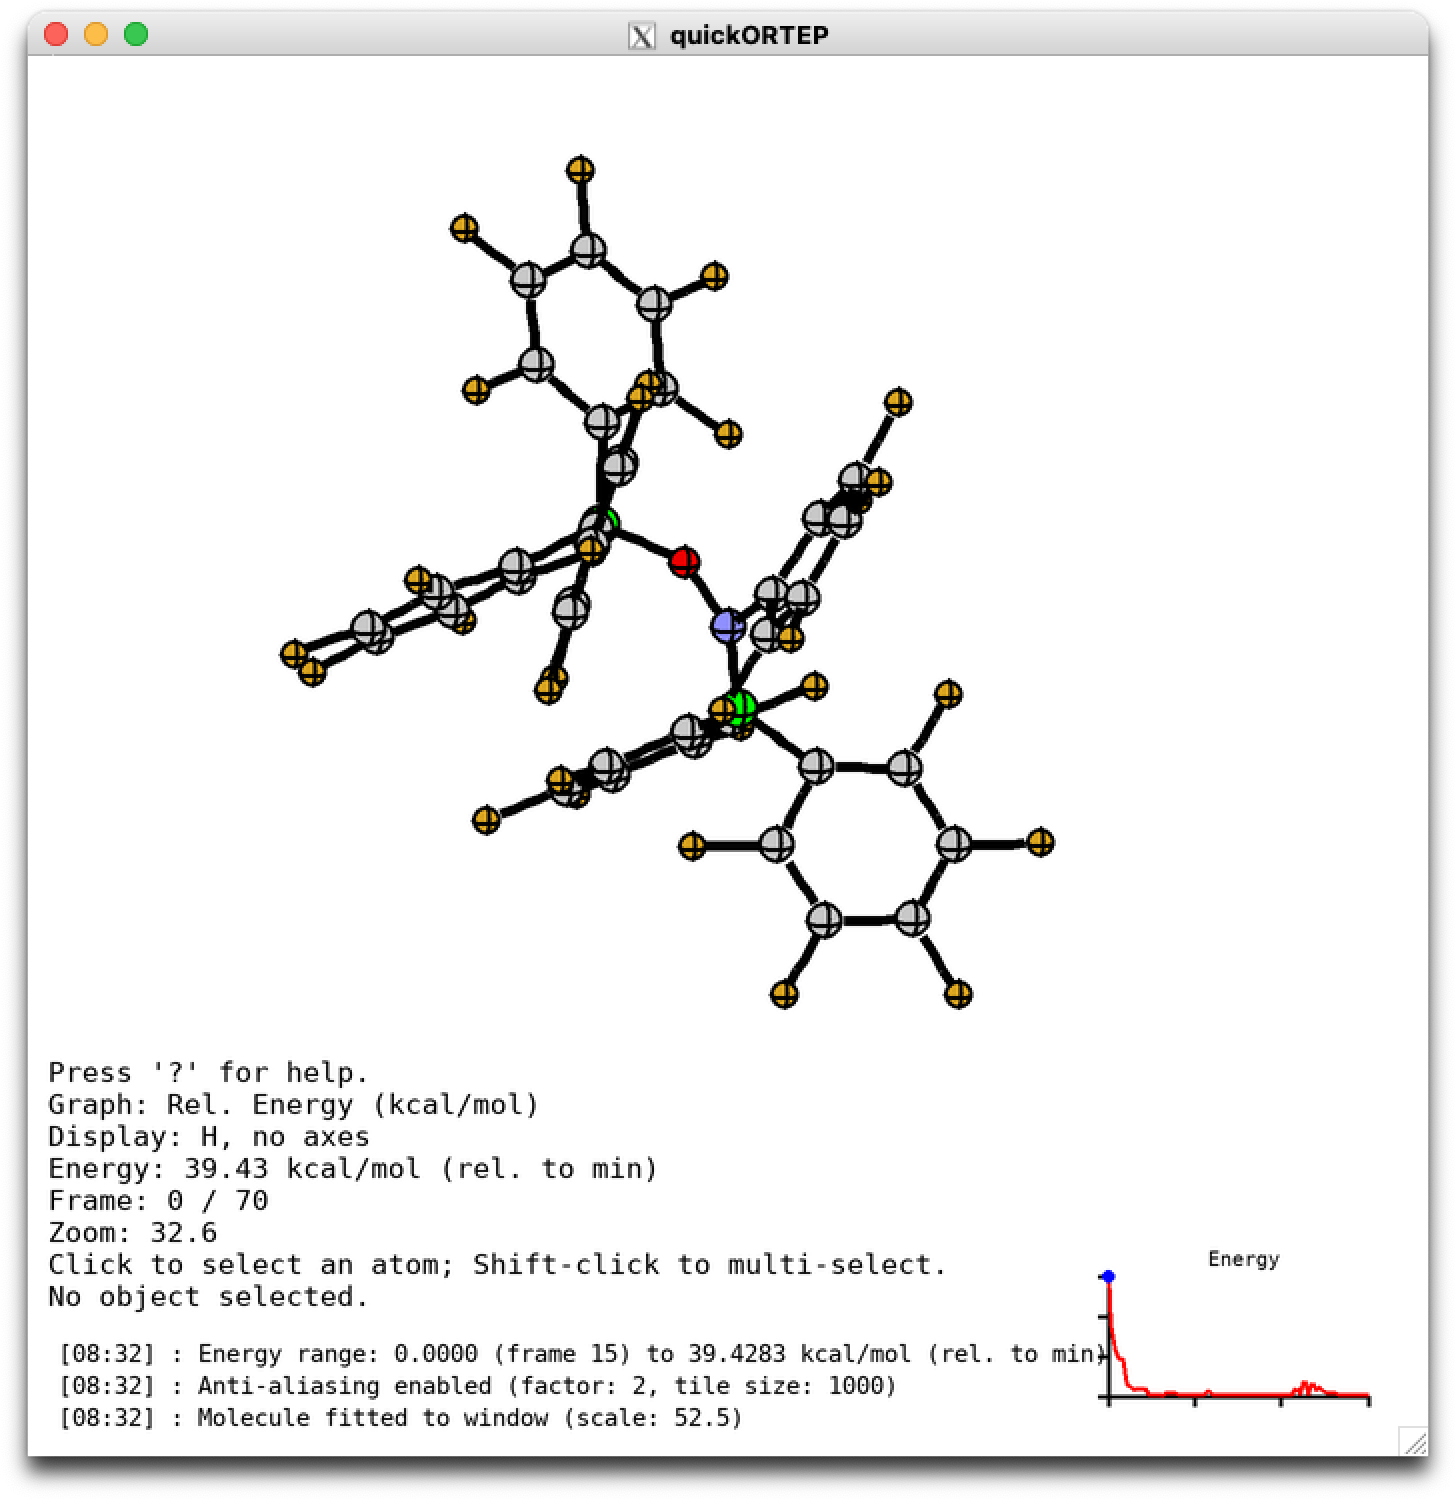 quickORTEP
Press '?' for help.
Graph: Rel. Energy (kcal/mol)
Display: H, no axes
Energy: 39.43 kcal/mol (rel. to min)
Frame: 0 / 70
Zoom: 32.6
Click to select an atom; Shift-click to multi-select.
No object selected.
Energy
[08:32] : Energy range: 0.0000 (frame 15) to 39.4283 kcal/mol (rel. to min)
[08:32] : Anti-aliasing enabled (factor: 2, tile size: 1000)
[08:32] : Molecule fitted to window (scale: 52.5)